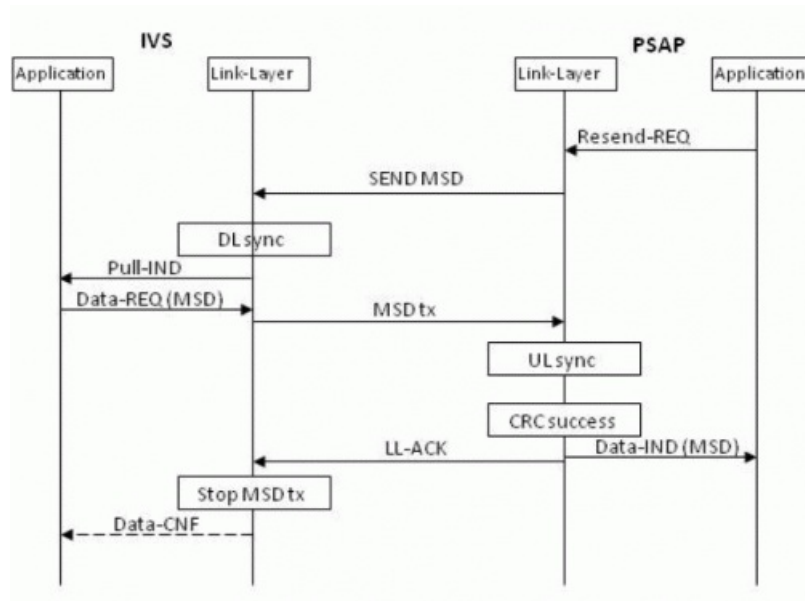 IVS
PSAP
Application
Link-Layer
Link-Layer
Application
Resend-REQ
SEND MSD
DL sync
Pull-IND
Data-REQ (MSD)
MSD tx
UL sync
CRC success
LL-ACK
Data-IND (MSD)
Stop MSD tx
Data-CNF